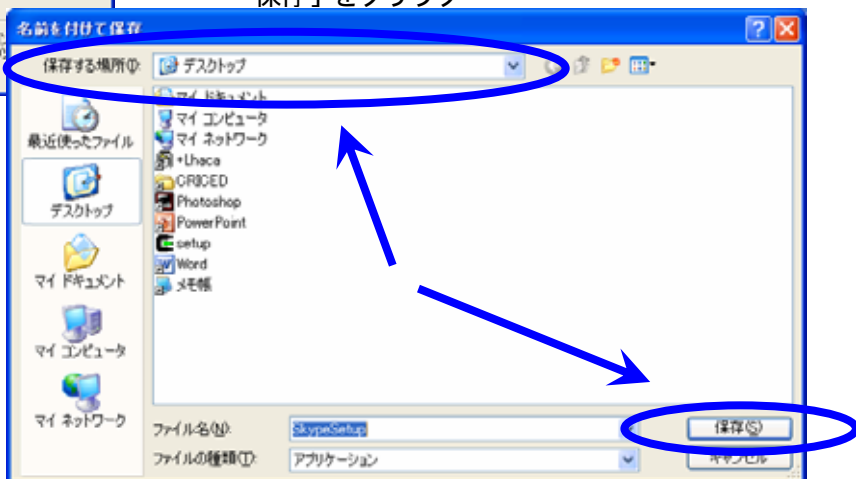 保存」をクリック
名前を付けて保存
保存する場所(I):
デスクトップ
マイ ドキュメント
マイ コンピュータ
マイ ネットワーク
+Lhaca
CRICED
Photoshop
PowerPoint
setup
Word
メモ帳
最近使ったファイル
デスクトップ
マイ ドキュメント
マイ コンピュータ
マイ ネットワーク
ファイル名(N):
SkypeSetup
保存(S)
ファイルの種類(T):
アプリケーション
キャンセル